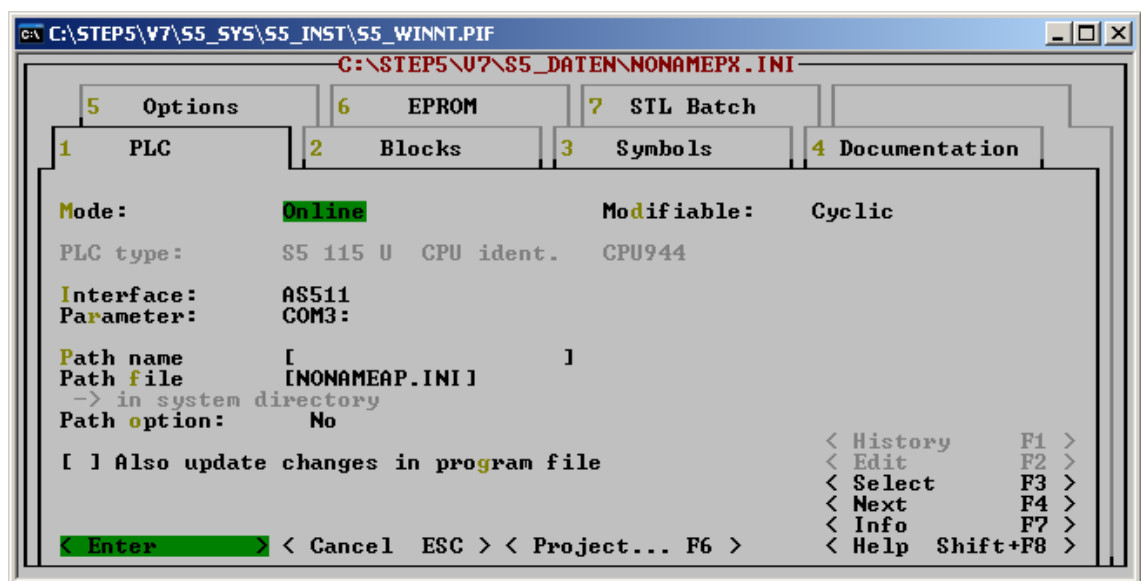 C:\STEP5\V7\S5_SYS\S5_INST\S5_WINNT.PIF
C:\STEP5\V7\S5_DATEN\NONAMEPX.INI
5 Options 6 EPROM 7 STL Batch
1 PLC 2 Blocks 3 Symbols 4 Documentation
Mode: Online Modifiable: Cyclic
PLC type: S5 115 U CPU ident. CPU944
Interface: AS511
Parameter: COM3:
Path name [ ]
Path file [NONAMEAP.INI]
-> in system directory
Path option: No
< History F1 >
[ ] Also update changes in program file < Edit F2 >
< Select F3 >
< Next F4 >
< Info F7 >
< Enter > < Cancel ESC > < Project... F6 > < Help Shift+F8 >